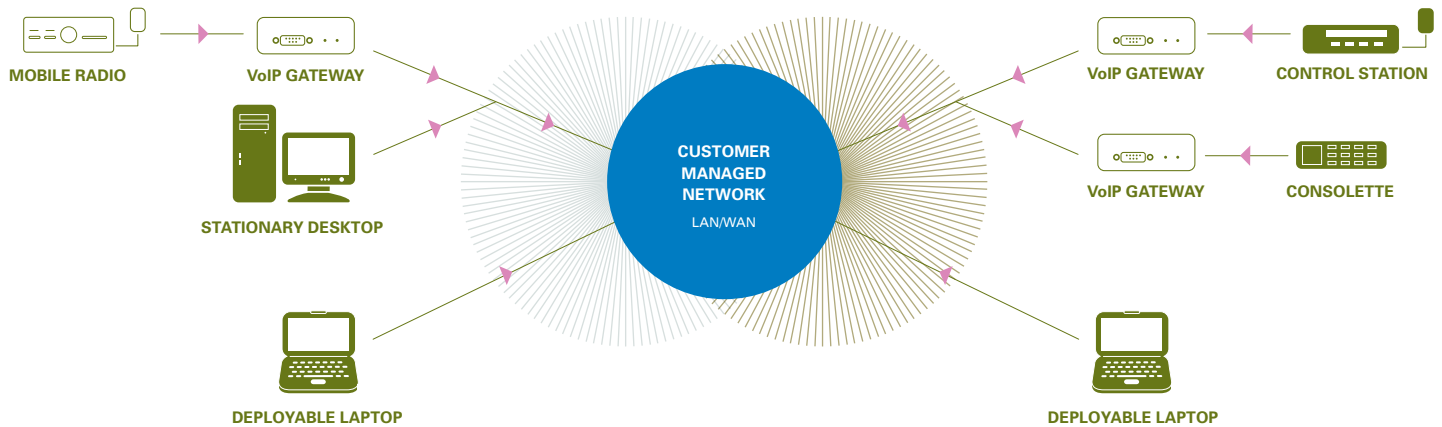 MOBILE RADIO
VoIP GATEWAY
VoIP GATEWAY
CONTROL STATION
CUSTOMER
MANAGED
NETWORK
LAN/WAN
VoIP GATEWAY
CONSOLETTE
STATIONARY DESKTOP
DEPLOYABLE LAPTOP
DEPLOYABLE LAPTOP